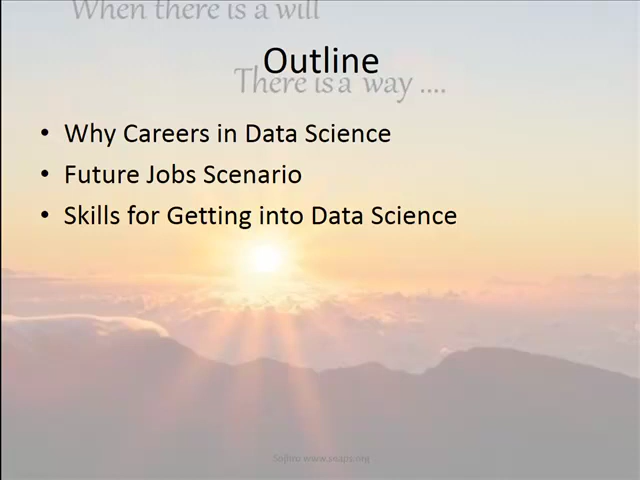 When there is a will
Outline
There is a way ....
• Why Careers in Data Science
• Future Jobs Scenario
• Skills for Getting into Data Science